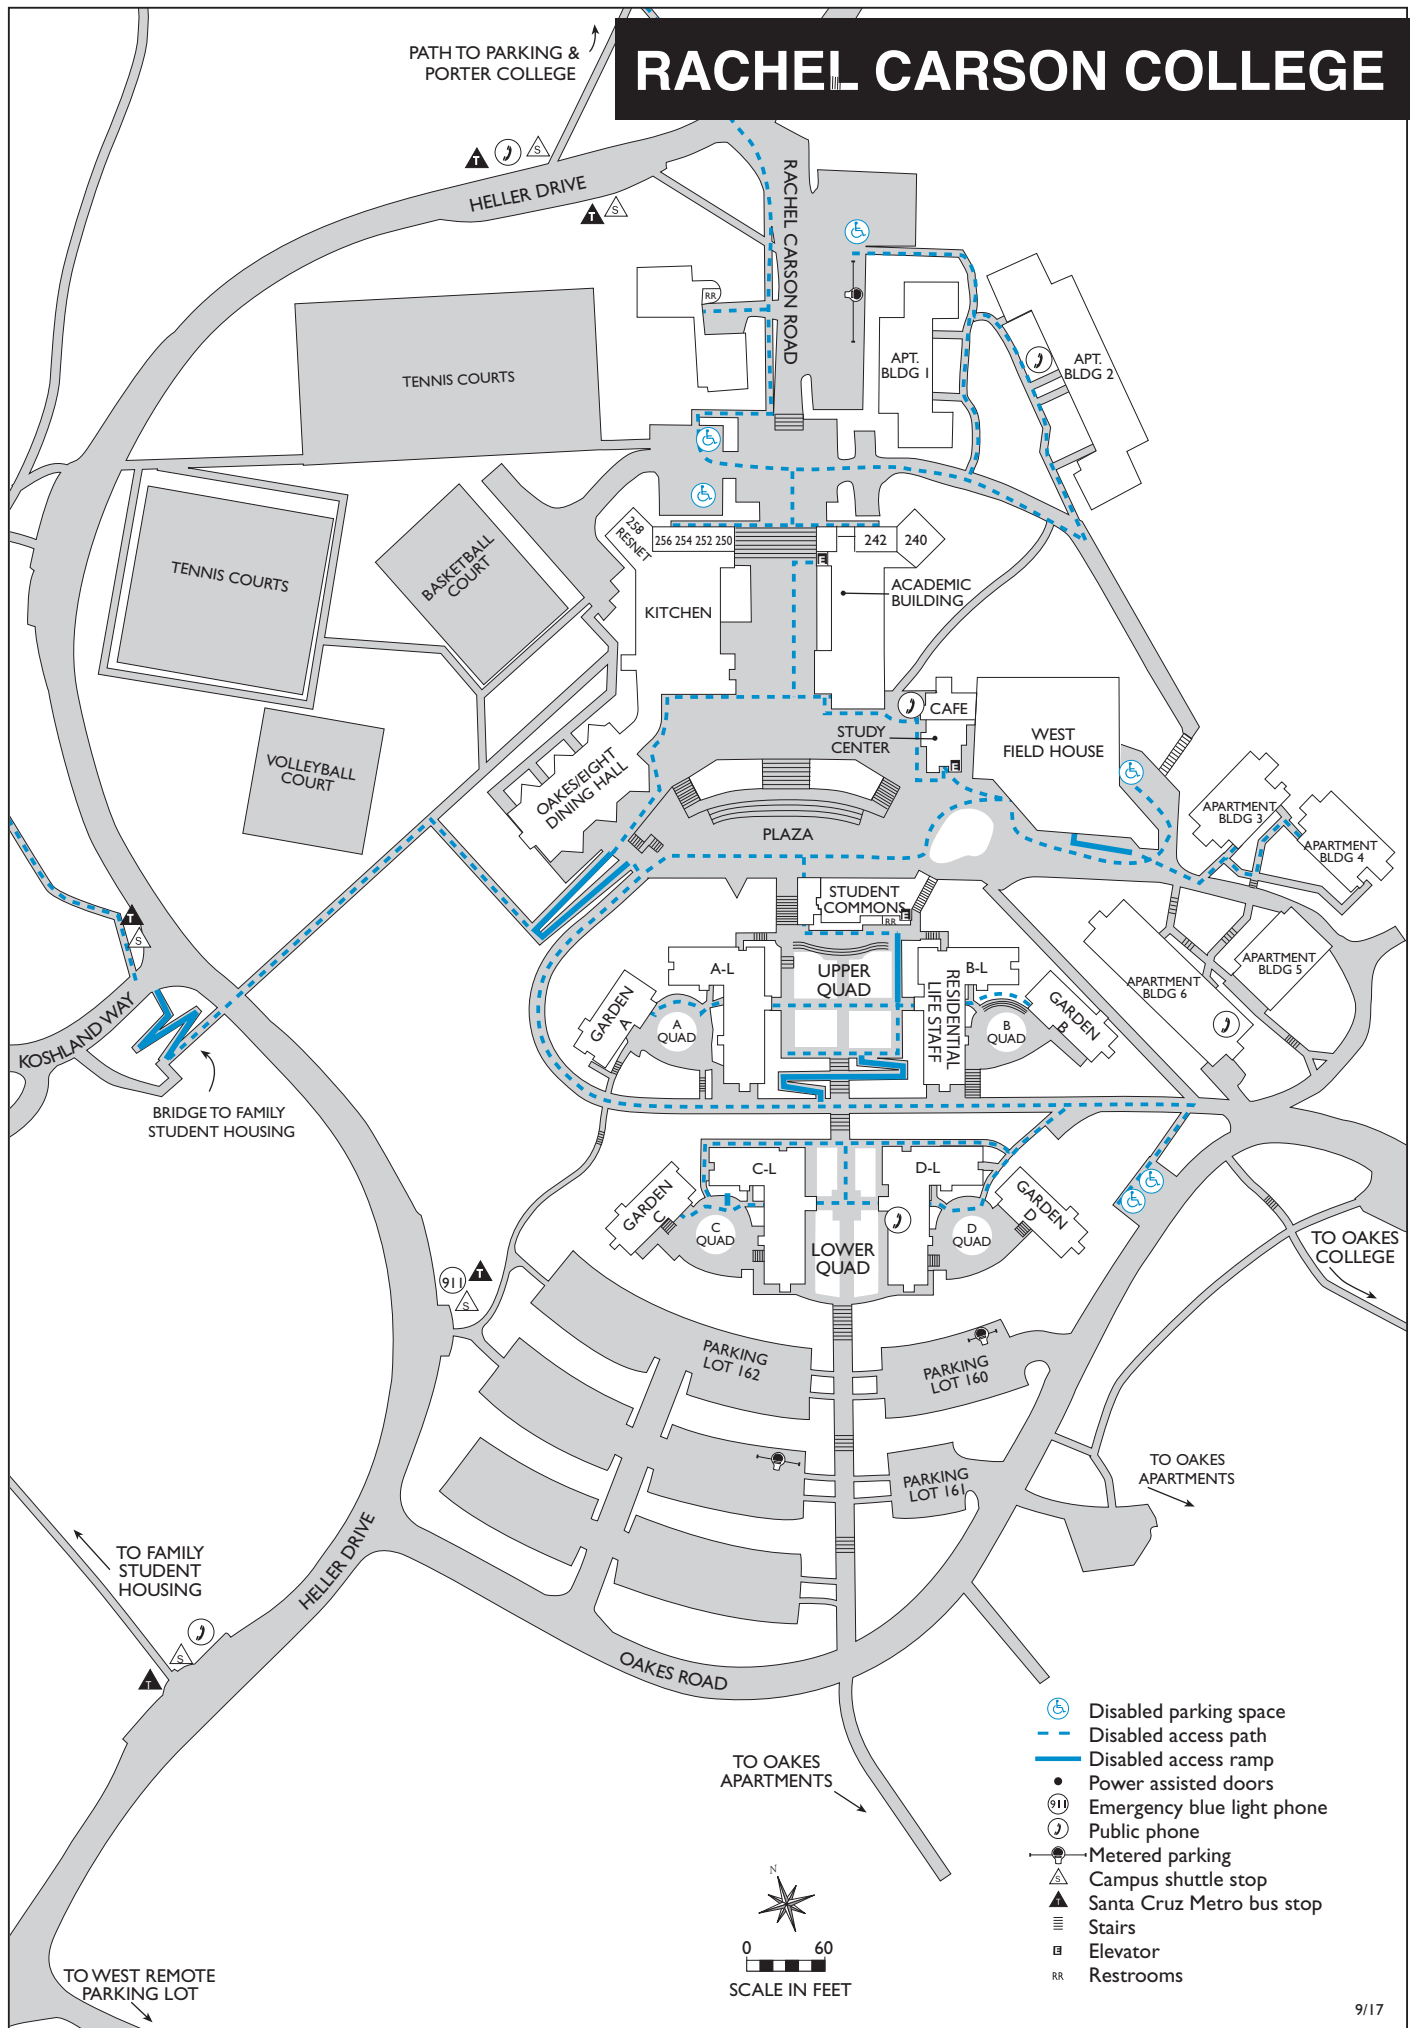 RACHEL CARSON COLLEGE
PATH TO PARKING &
PORTER COLLEGE
T
S
HELLER DRIVE
T
S
RACHEL CARSON ROAD
RR
APT.
BLDG 1
APT.
BLDG 2
TENNIS COURTS
TENNIS COURTS
BASKETBALL
COURT
258
RESNET
256 254 252 250
242
240
E
ACADEMIC
BUILDING
KITCHEN
CAFE
STUDY
CENTER
E
WEST
FIELD HOUSE
VOLLEYBALL
COURT
OAKES/EIGHT
DINING HALL
PLAZA
APARTMENT
BLDG 3
APARTMENT
BLDG 4
STUDENT
COMMONS
E
RR
T
S
A-L
UPPER
QUAD
B-L
RESIDENTIAL
LIFE STAFF
APARTMENT
BLDG 5
APARTMENT
BLDG 6
GARDEN
A
A
QUAD
B
QUAD
GARDEN
B
KOSHLAND WAY
BRIDGE TO FAMILY
STUDENT HOUSING
C-L
D-L
GARDEN
C
C
QUAD
LOWER
QUAD
D
QUAD
GARDEN
D
TO OAKES
COLLEGE
911
T
S
PARKING
LOT 162
PARKING
LOT 160
PARKING
LOT 161
TO OAKES
APARTMENTS
TO FAMILY
STUDENT
HOUSING
HELLER DRIVE
S
T
OAKES ROAD
TO OAKES
APARTMENTS
Disabled parking space
Disabled access path
Disabled access ramp
Power assisted doors
911 Emergency blue light phone
Public phone
Metered parking
S Campus shuttle stop
T Santa Cruz Metro bus stop
Stairs
E Elevator
RR Restrooms
N
0 60
SCALE IN FEET
TO WEST REMOTE
PARKING LOT
9/17